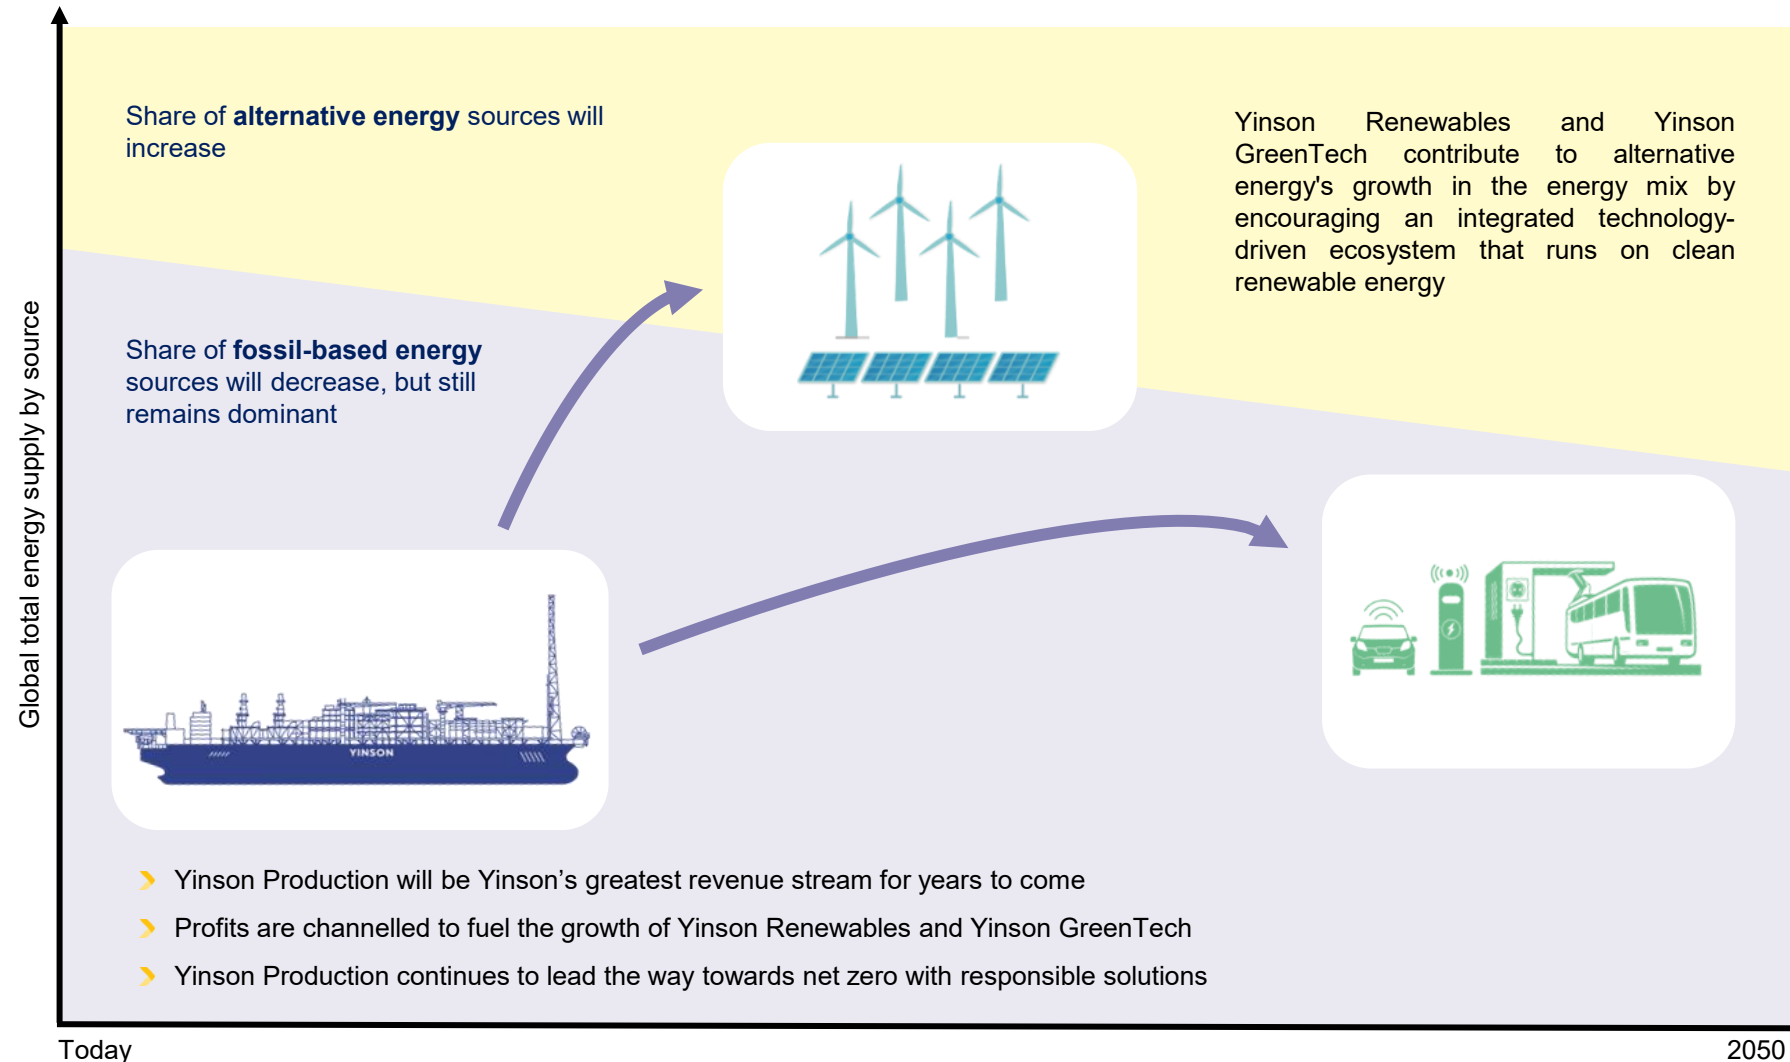 Share of alternative energy sources will
increase
Yinson Renewables and Yinson
GreenTech contribute to alternative
energy's growth in the energy mix by
encouraging an integrated technology-
driven ecosystem that runs on clean
renewable energy
Global total energy supply by source
Share of fossil-based energy
sources will decrease, but still
remains dominant
YINSON
Yinson Production will be Yinson’s greatest revenue stream for years to come
Profits are channelled to fuel the growth of Yinson Renewables and Yinson GreenTech
Yinson Production continues to lead the way towards net zero with responsible solutions
Today
2050